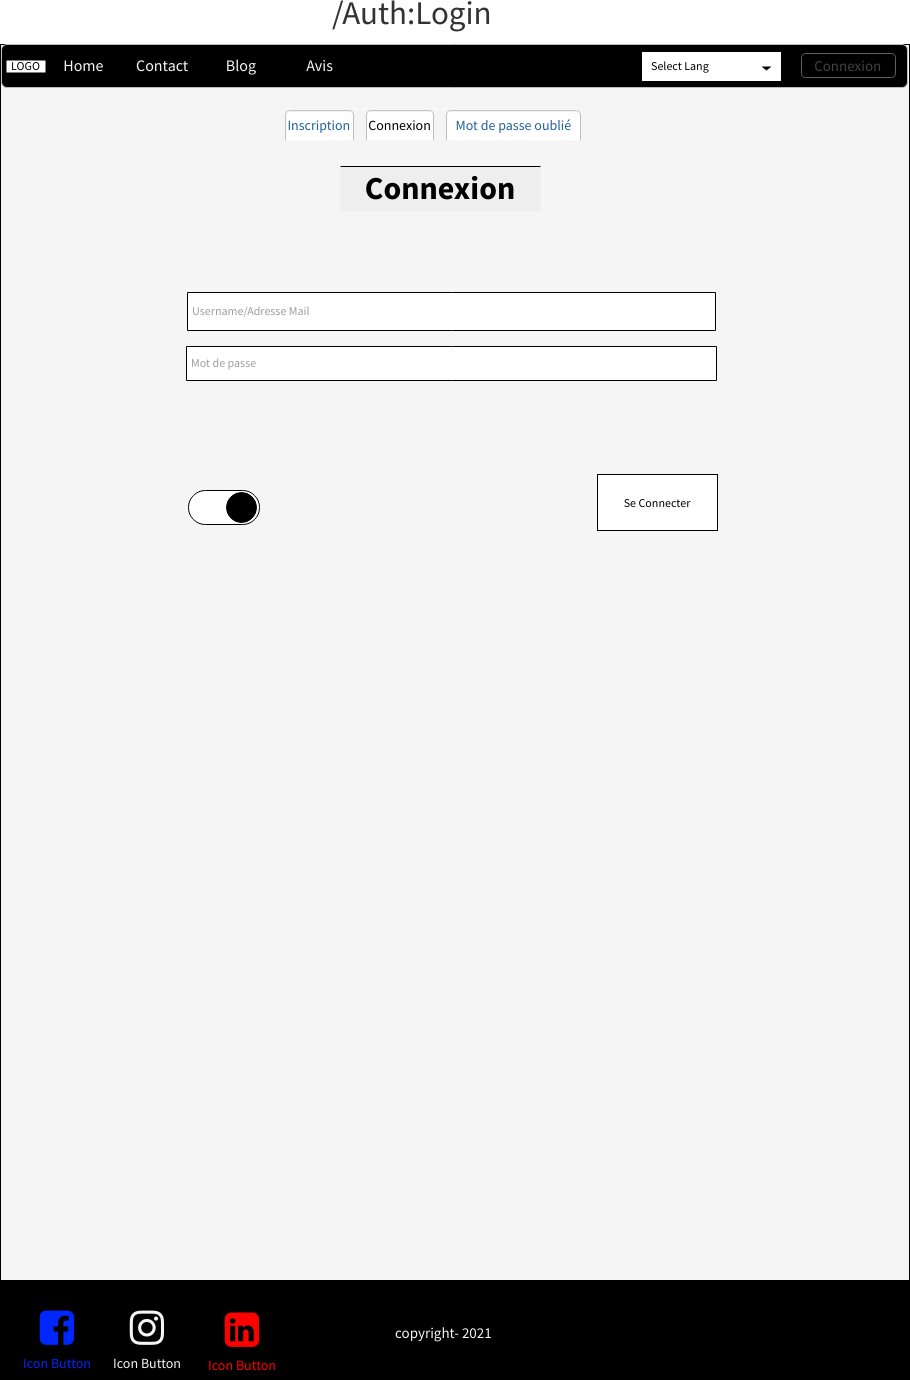 /Auth:Login
LOGO Home Contact Blog Avis Select Lang Connexion
Inscription Connexion Mot de passe oublié
Connexion
Username/Adresse Mail
Mot de passe
Se Connecter
copyright- 2021
Icon Button Icon Button Icon Button